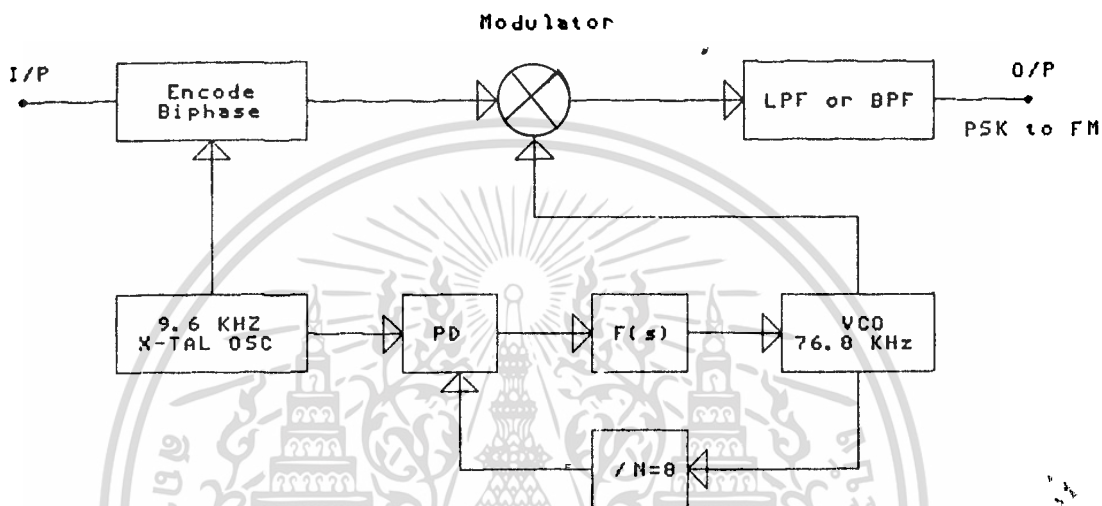 Modulator
I/P
Encode
Biphase
LPF or BPF
O/P
PSK to FM
9.6 KHZ
X-TAL OSC
PD
F(s)
VCO
76.8 KHz
/N=8